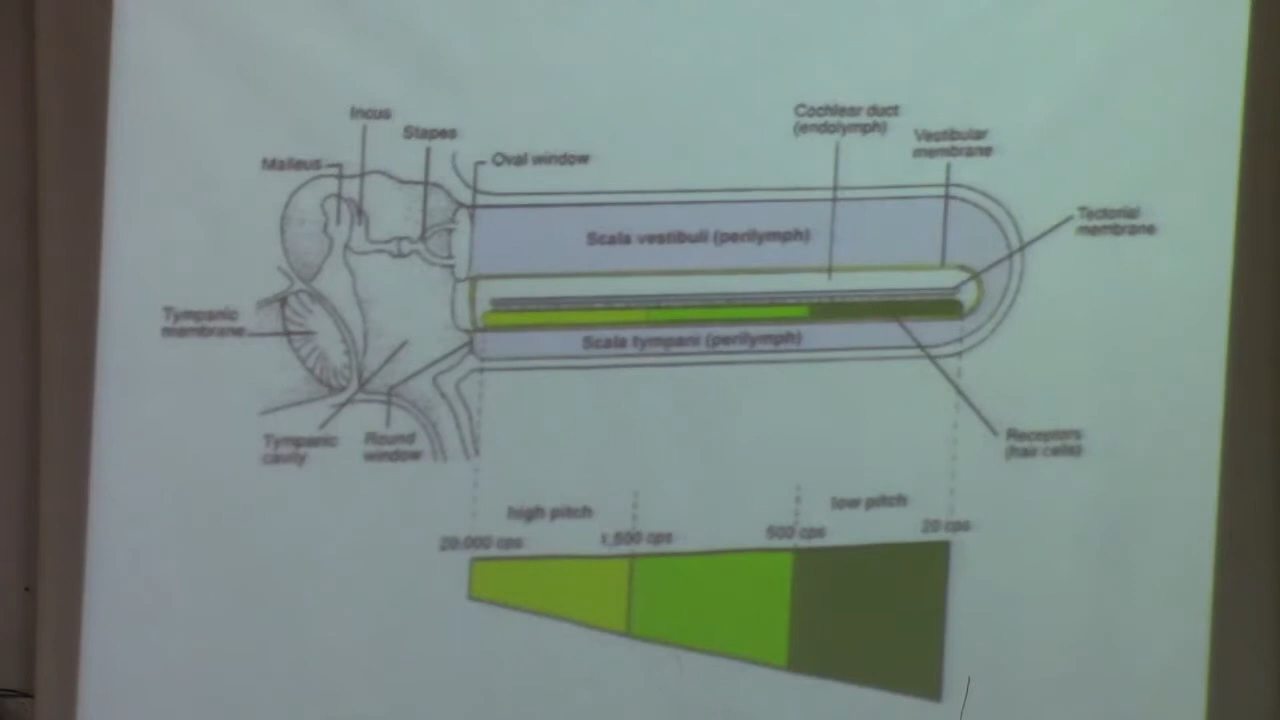 Incus
Stapes
Malleus
Oval window
Cochlear duct
(endolymph)
Vestibular
membrane
Tectorial
membrane
Scala vestibuli (perilymph)
Tympanic
membrane
Scala tympani (perilymph)
Tympanic
cavity
Round
window
Receptors
(hair cells)
high pitch
low pitch
20,000 cps
1,500 cps
500 cps
20 cps